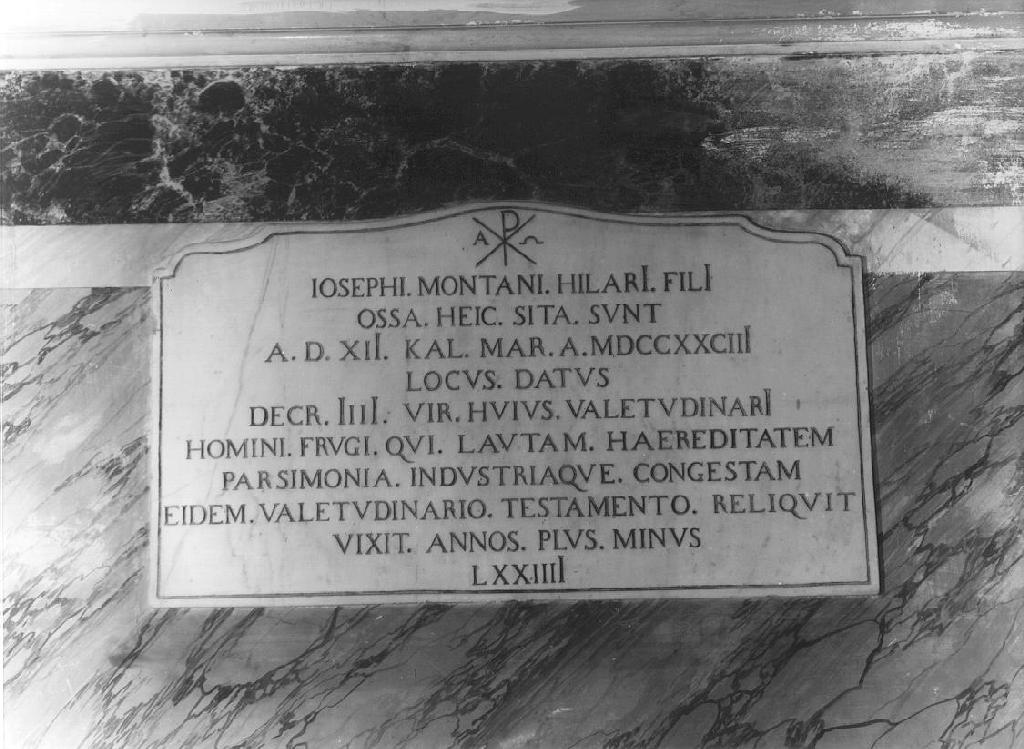 Α Ω
IOSEPHI. MONTANI. HILARI. FILI
OSSA. HEIC. SITA. SVNT
A. D. XII. KAL. MAR. A. MDCCXXCIII
LOCVS. DATVS
DECR. IIII. VIR. HVIVS. VALETVDINARI
HOMINI. FRVGI. QVI. LAVTAM. HAEREDITATEM
PARSIMONIA. INDVSTRIAQVE. CONGESTAM
EIDEM. VALETVDINARIO. TESTAMENTO. RELIQVIT
VIXIT. ANNOS. PLVS. MINVS
LXXIIII